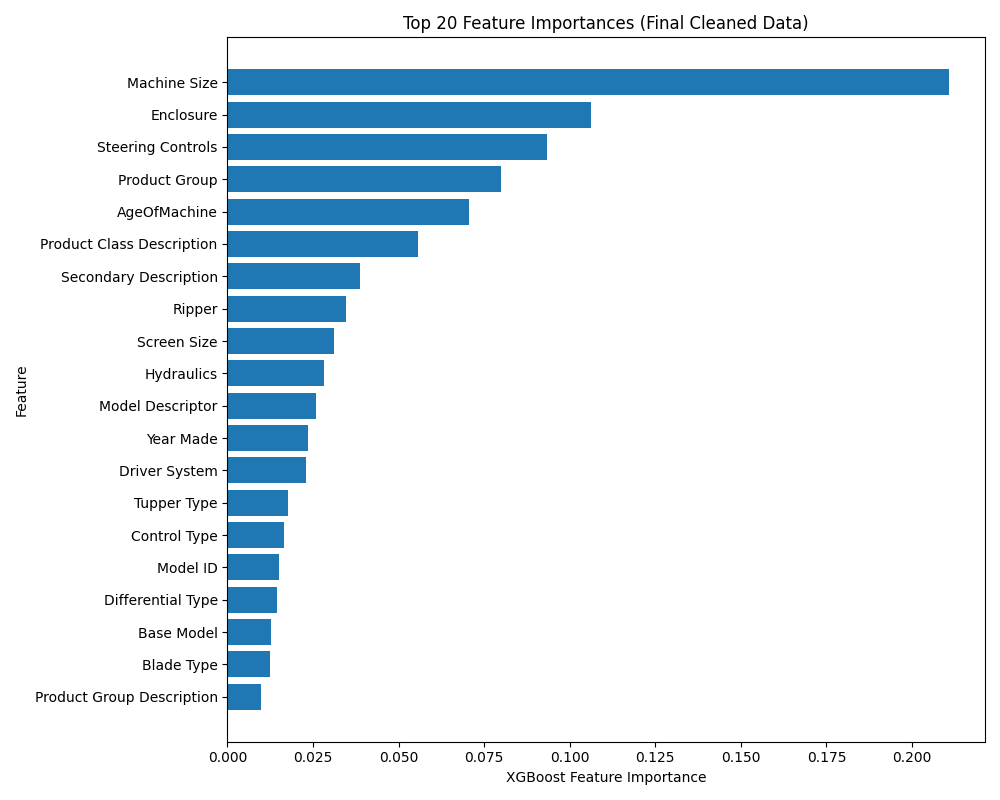 Top 20 Feature Importances (Final Cleaned Data)
Machine Size
Enclosure
Steering Controls
Product Group
AgeOfMachine
Product Class Description
Secondary Description
Ripper
Screen Size
Hydraulics
Model Descriptor
Year Made
Driver System
Tupper Type
Control Type
Model ID
Differential Type
Base Model
Blade Type
Product Group Description
Feature
0.000 0.025 0.050 0.075 0.100 0.125 0.150 0.175 0.200
XGBoost Feature Importance